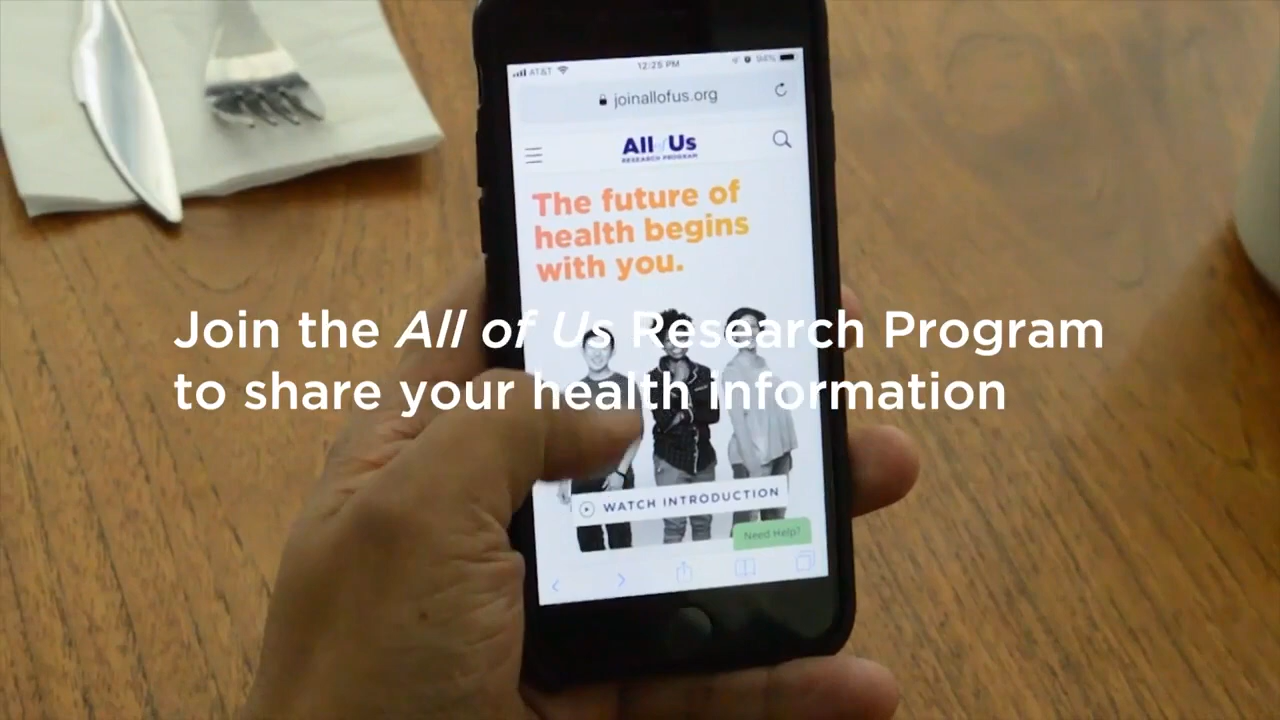 AT&T 12:25 PM 94%
joinallofus.org
All of Us
RESEARCH PROGRAM
The future of
health begins
with you.
Join the All of Us Research Program
to share your health information
WATCH INTRODUCTION
Need Help?